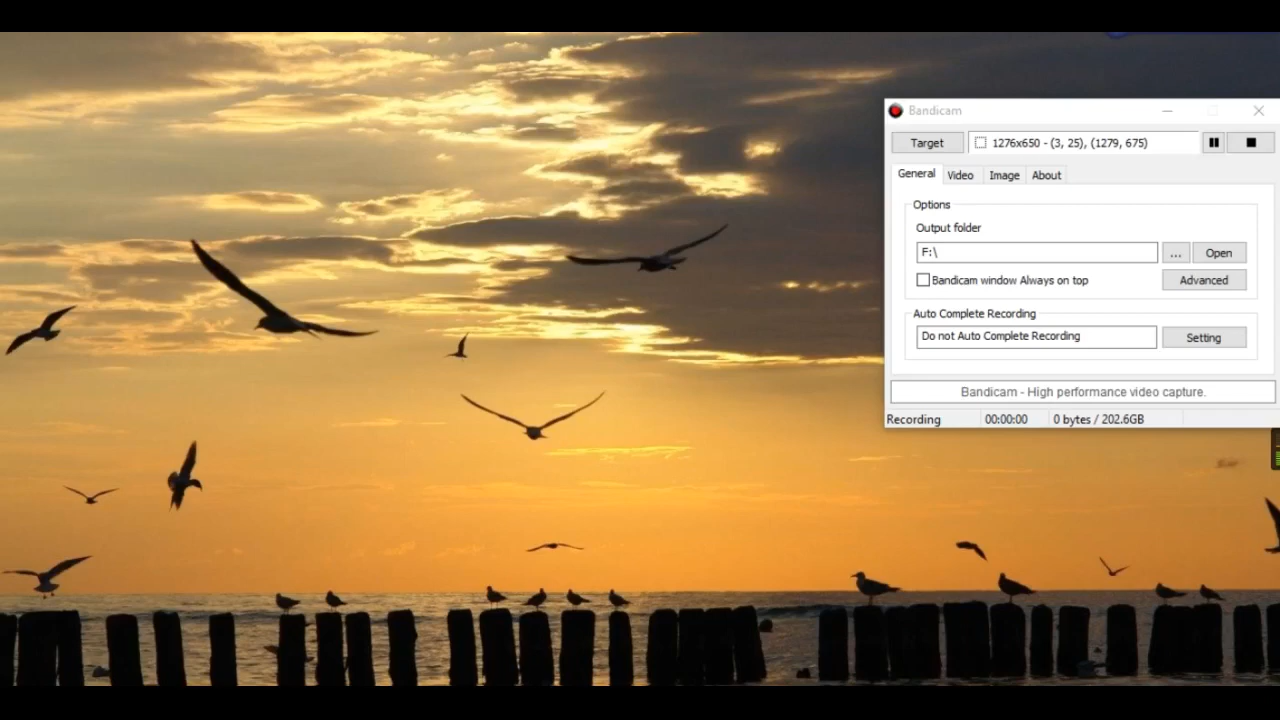 Bandicam
Target
1276x650 - (3, 25), (1279, 675)
General Video Image About
Options
Output folder
F:\
... Open
Bandicam window Always on top
Advanced
Auto Complete Recording
Do not Auto Complete Recording
Setting
Bandicam - High performance video capture.
Recording 00:00:00 0 bytes / 202.6GB